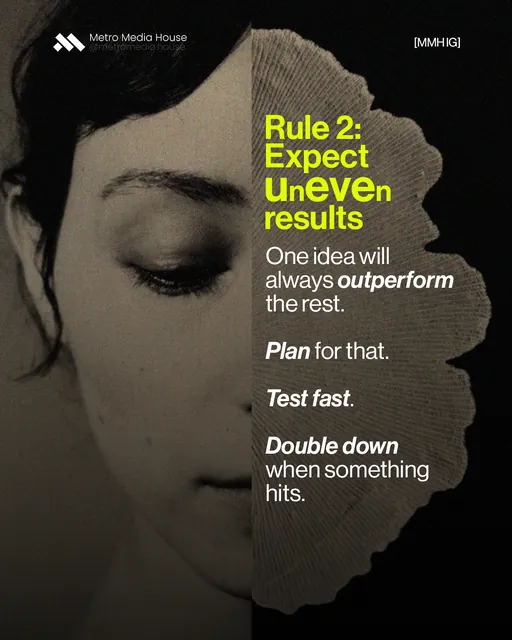 Metro Media House
@metromedia.house
[MMH IG]
Rule 2:
Expect
uneven
results
One idea will
always outperform
the rest.
Plan for that.
Test fast.
Double down
when something
hits.